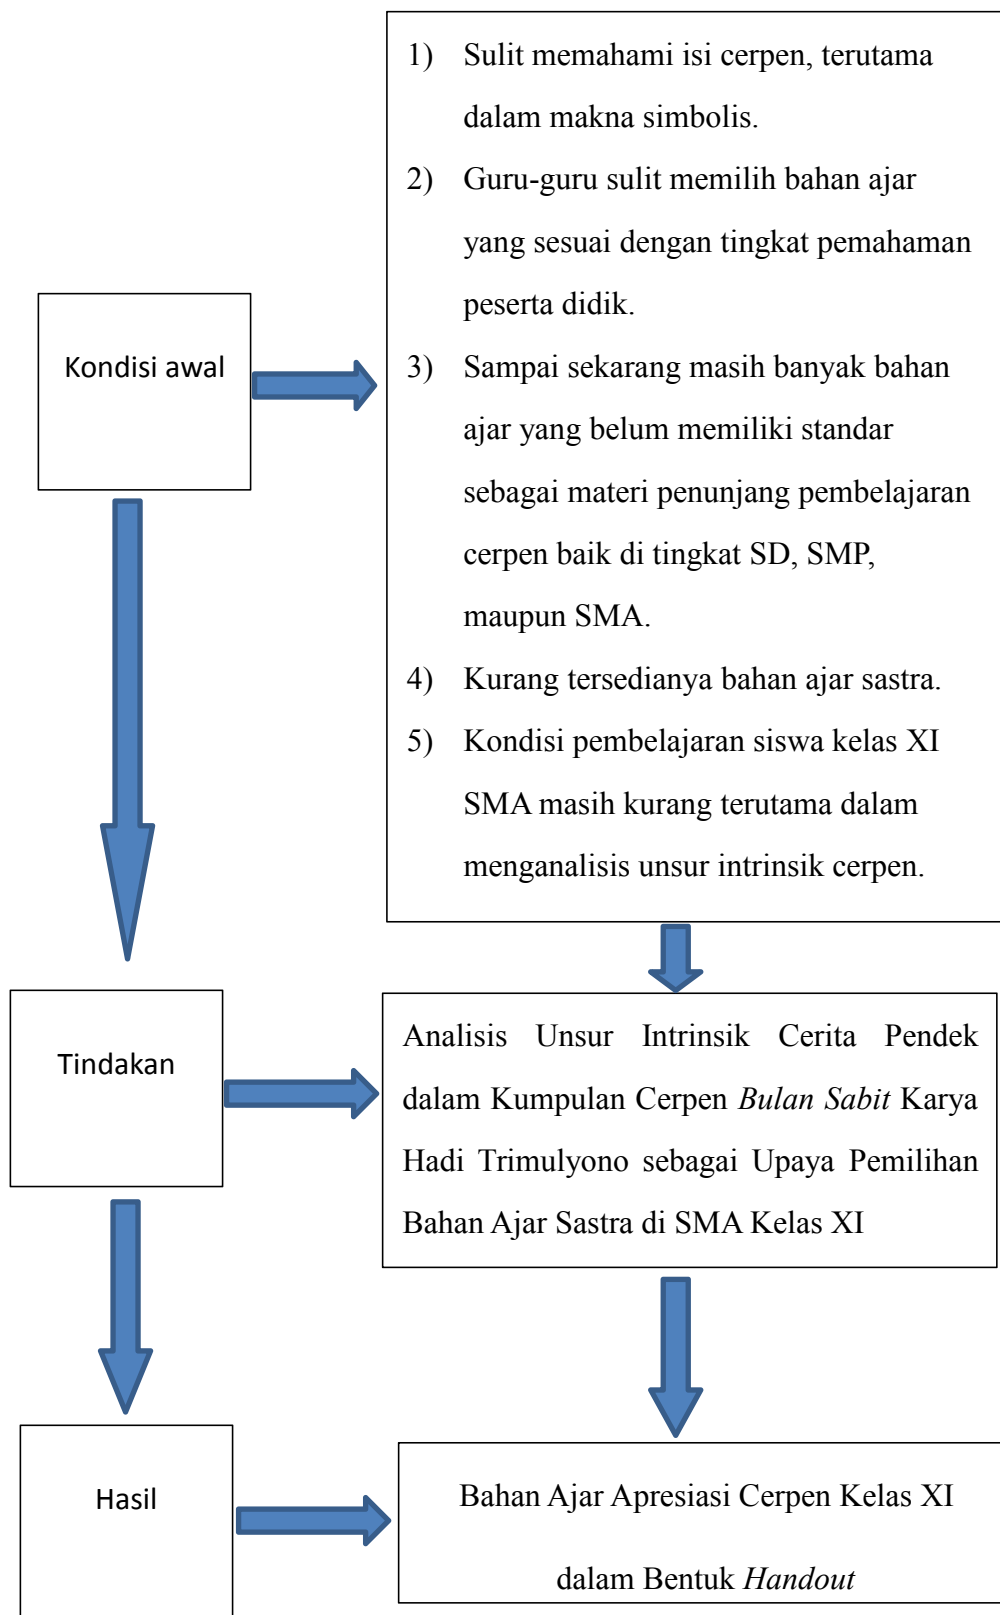 Kondisi awal
1) Sulit memahami isi cerpen, terutama
dalam makna simbolis.
2) Guru-guru sulit memilih bahan ajar
yang sesuai dengan tingkat pemahaman
peserta didik.
3) Sampai sekarang masih banyak bahan
ajar yang belum memiliki standar
sebagai materi penunjang pembelajaran
cerpen baik di tingkat SD, SMP,
maupun SMA.
4) Kurang tersedianya bahan ajar sastra.
5) Kondisi pembelajaran siswa kelas XI
SMA masih kurang terutama dalam
menganalisis unsur intrinsik cerpen.
Tindakan
Analisis Unsur Intrinsik Cerita Pendek
dalam Kumpulan Cerpen Bulan Sabit Karya
Hadi Trimulyono sebagai Upaya Pemilihan
Bahan Ajar Sastra di SMA Kelas XI
Hasil
Bahan Ajar Apresiasi Cerpen Kelas XI
dalam Bentuk Handout